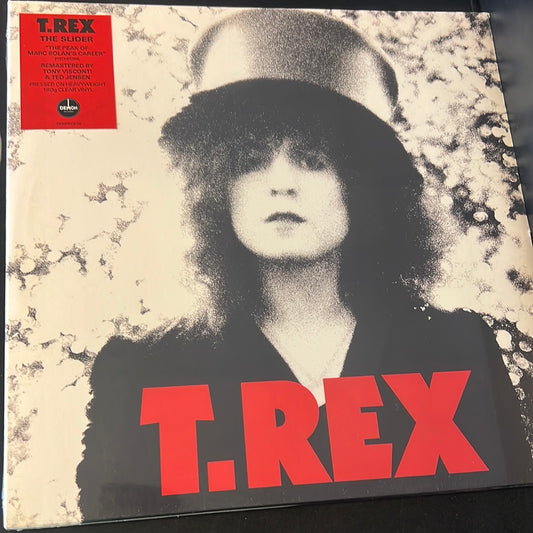 T.REX
THE SLIDER
"THE PEAK OF
MARC BOLAN'S CAREER"
PITCHFORK
REMASTERED BY
TONY VISCONTI
& TED JENSEN
PRESSED ON HEAVYWEIGHT
180g CLEAR VINYL
DEMON
T.REX